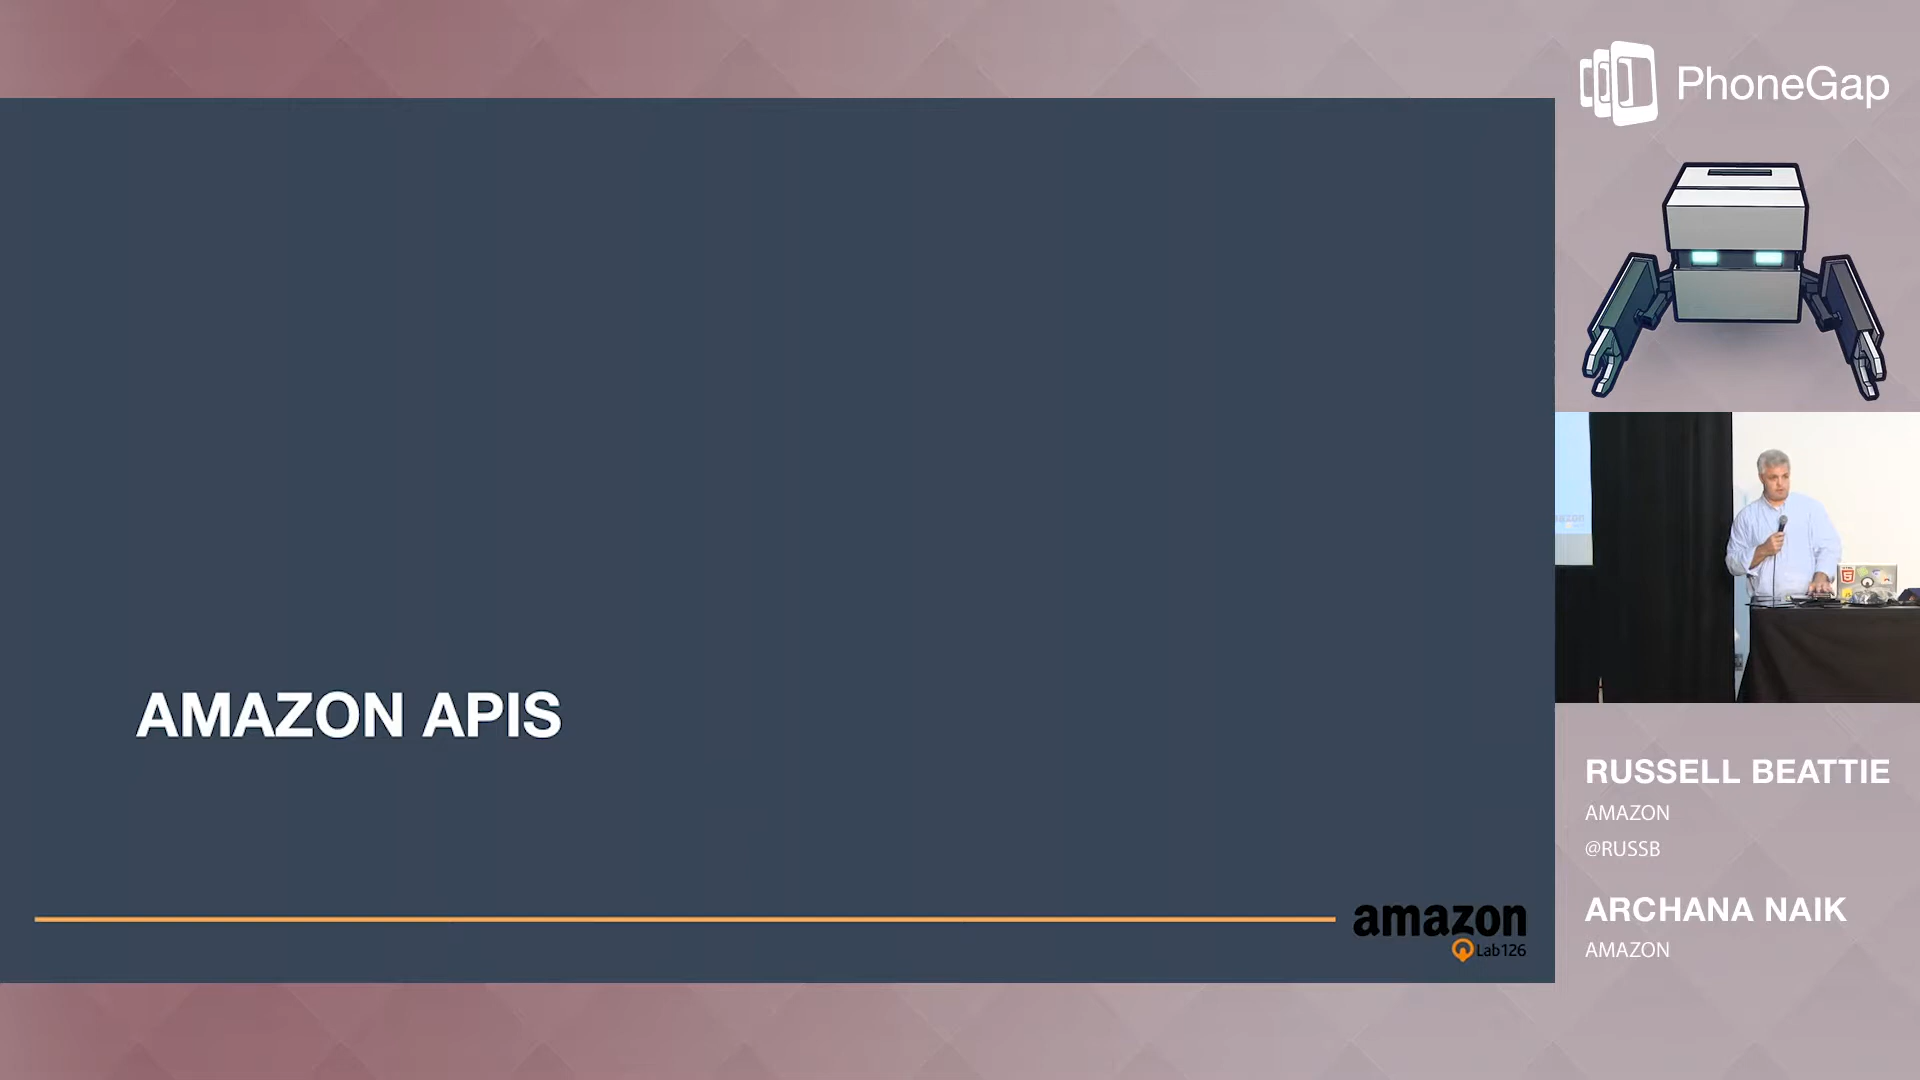 PhoneGap
AMAZON APIS
amazon
Lab126
RUSSELL BEATTIE
AMAZON
@RUSSB
ARCHANA NAIK
AMAZON